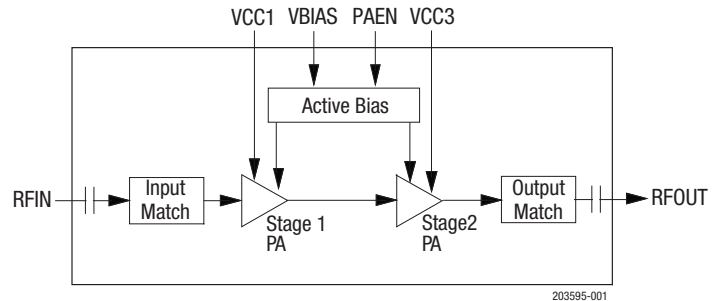 VCC1 VBIAS PAEN VCC3
Active Bias
RFIN
Input
Match
Stage 1
PA
Stage2
PA
Output
Match
RFOUT
203595-001